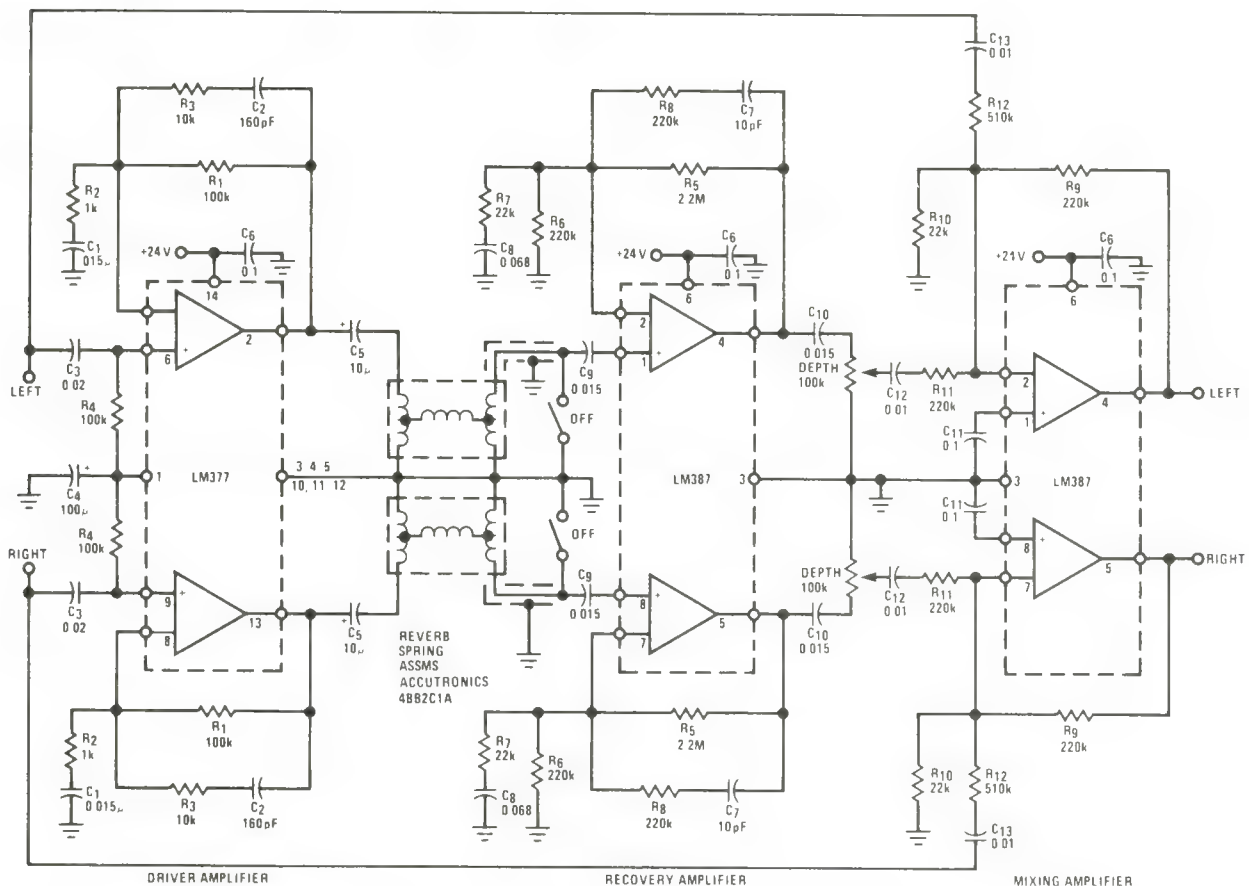 C13
0 01
R3
10k
C2
160pF
R8
220k
C7
10pF
R12
510k
R2
1k
R1
100k
R7
22k
R6
220k
R5
2 2M
R10
22k
R9
220k
C1
015μ
+24V
C6
0 1
14
C8
0 068
+24V
C6
0 1
6
+24V
C6
0 1
6
C3
0 02
6
+
2
+
C5
10μ
C9
0 015
2
1
+
4
C10
0 015
DEPTH
100k
C12
0 01
R11
220k
2
1
+
4
LEFT
LEFT
R4
100k
OFF
C11
0 1
C4
100μ
+
1
LM377
3 4 5
10, 11 12
LM387
3
3
LM387
R4
100k
OFF
C11
0 1
RIGHT
C3
0 02
9
+
8
13
+
C5
10μ
C9
0 015
8
+
7
5
C10
0 015
DEPTH
100k
C12
0 01
R11
220k
8
+
7
5
RIGHT
REVERB
SPRING
ASSMS
ACCUTRONICS
4BB2C1A
R2
1k
R1
100k
R7
22k
R6
220k
R5
2 2M
R9
220k
C1
0 015μ
R3
10k
C2
160pF
C8
0 068
R8
220k
C7
10pF
R10
22k
R12
510k
C13
0 01
DRIVER AMPLIFIER
RECOVERY AMPLIFIER
MIXING AMPLIFIER